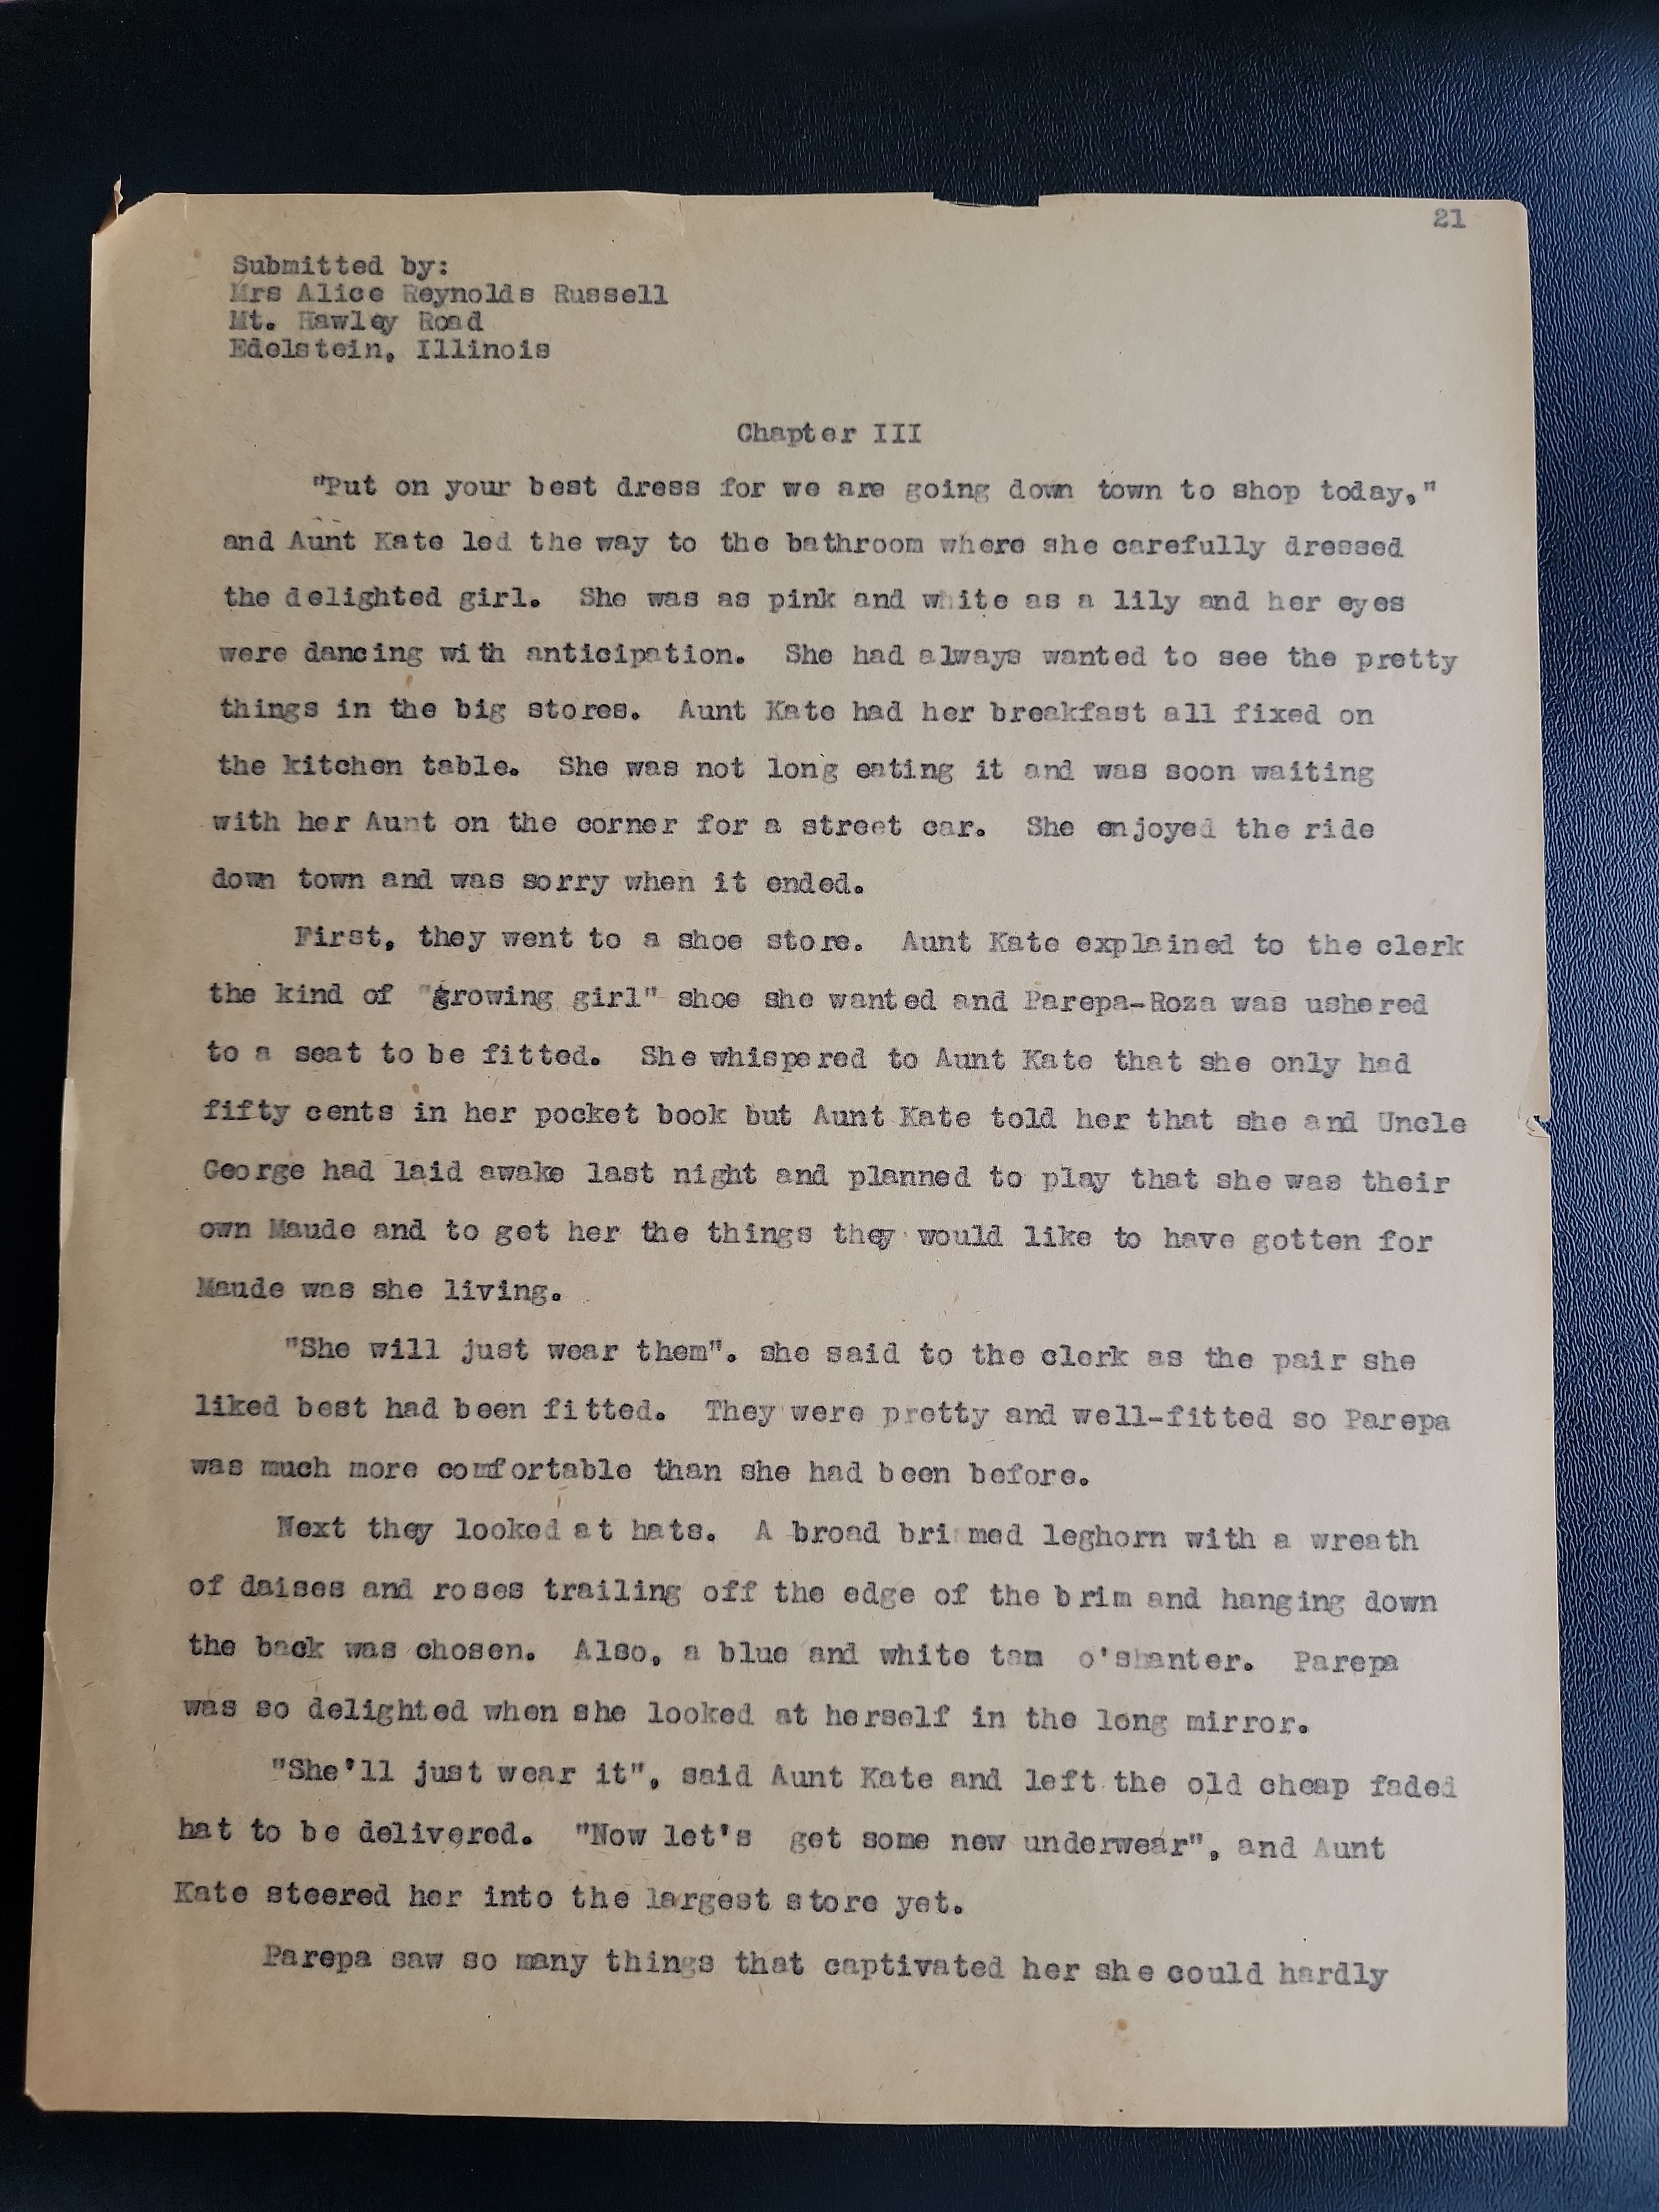 21
Submitted by:
Mrs Alice Reynolds Russell
Mt. Hawley Road
Edelstein, Illinois
Chapter III
"Put on your best dress for we are going down town to shop today,"
and Aunt Kate led the way to the bathroom where she carefully dressed
the delighted girl. She was as pink and white as a lily and her eyes
were dancing with anticipation. She had always wanted to see the pretty
things in the big stores. Aunt Kate had her breakfast all fixed on
the kitchen table. She was not long eating it and was soon waiting
with her Aunt on the corner for a street car. She enjoyed the ride
down town and was sorry when it ended.
First, they went to a shoe store. Aunt Kate explained to the clerk
the kind of "growing girl" shoe she wanted and Parepa-Roza was ushered
to a seat to be fitted. She whispered to Aunt Kate that she only had
fifty cents in her pocket book but Aunt Kate told her that she and Uncle
George had laid awake last night and planned to play that she was their
own Maude and to get her the things they would like to have gotten for
Maude was she living.
"She will just wear them". she said to the clerk as the pair she
liked best had been fitted. They were pretty and well-fitted so Parepa
was much more comfortable than she had been before.
Next they looked at hats. A broad bri med leghorn with a wreath
of daises and roses trailing off the edge of the brim and hanging down
the back was chosen. Also, a blue and white tam o'shanter. Parepa
was so delighted when she looked at herself in the long mirror.
"She'll just wear it", said Aunt Kate and left the old cheap faded
hat to be delivered. "Now let's get some new underwear", and Aunt
Kate steered her into the largest store yet.
Parepa saw so many things that captivated her she could hardly